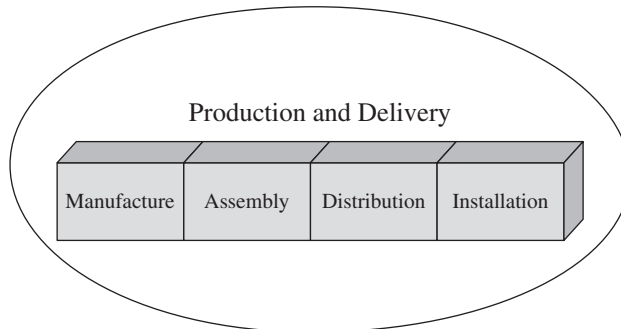 Production and Delivery
Manufacture Assembly Distribution Installation